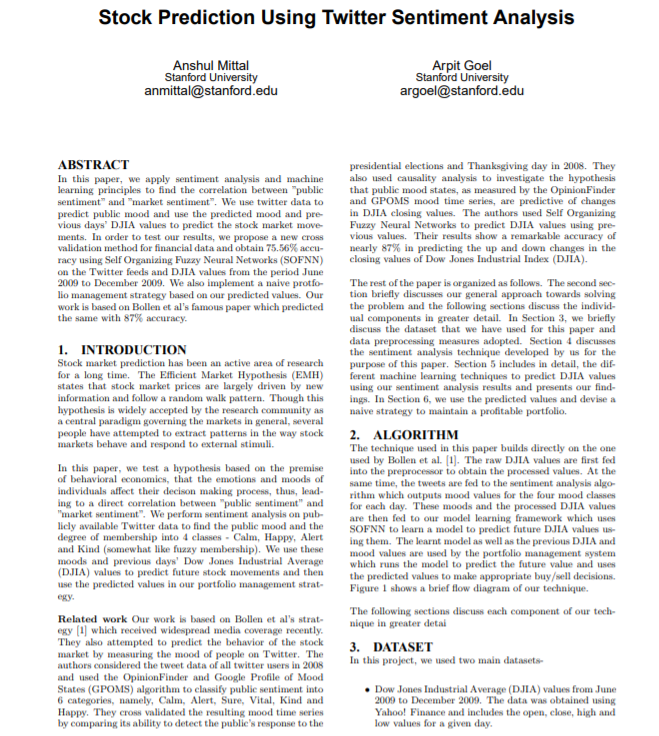 Stock Prediction Using Twitter Sentiment Analysis
Anshul Mittal
Stanford University
anmittal@stanford.edu
Arpit Goel
Stanford University
argoel@stanford.edu
ABSTRACT
In this paper, we apply sentiment analysis and machine
learning principles to find the correlation between "public
sentiment" and "market sentiment". We use twitter data to
predict public mood and use the predicted mood and pre-
vious days' DJIA values to predict the stock market move-
ments. In order to test our results, we propose a new cross
validation method for financial data and obtain 75.56% accu-
racy using Self Organizing Fuzzy Neural Networks (SOFNN)
on the Twitter feeds and DJIA values from the period June
2009 to December 2009. We also implement a naive protfo-
lio management strategy based on our predicted values. Our
work is based on Bollen et al's famous paper which predicted
the same with 87% accuracy.
1. INTRODUCTION
Stock market prediction has been an active area of research
for a long time. The Efficient Market Hypothesis (EMH)
states that stock market prices are largely driven by new
information and follow a random walk pattern. Though this
hypothesis is widely accepted by the research community as
a central paradigm governing the markets in general, several
people have attempted to extract patterns in the way stock
markets behave and respond to external stimuli.
In this paper, we test a hypothesis based on the premise
of behavioral economics, that the emotions and moods of
individuals affect their decison making process, thus, lead-
ing to a direct correlation between "public sentiment" and
"market sentiment". We perform sentiment analysis on pub-
licly available Twitter data to find the public mood and the
degree of membership into 4 classes - Calm, Happy, Alert
and Kind (somewhat like fuzzy membership). We use these
moods and previous days' Dow Jones Industrial Average
(DJIA) values to predict future stock movements and then
use the predicted values in our portfolio management strat-
egy.
Related work Our work is based on Bollen et al's strat-
egy [1] which received widespread media coverage recently.
They also attempted to predict the behavior of the stock
market by measuring the mood of people on Twitter. The
authors considered the tweet data of all twitter users in 2008
and used the OpinionFinder and Google Profile of Mood
States (GPOMS) algorithm to classify public sentiment into
6 categories, namely, Calm, Alert, Sure, Vital, Kind and
Happy. They cross validated the resulting mood time series
by comparing its ability to detect the public's response to the
presidential elections and Thanksgiving day in 2008. They
also used causality analysis to investigate the hypothesis
that public mood states, as measured by the OpinionFinder
and GPOMS mood time series, are predictive of changes
in DJIA closing values. The authors used Self Organizing
Fuzzy Neural Networks to predict DJIA values using pre-
vious values. Their results show a remarkable accuracy of
nearly 87% in predicting the up and down changes in the
closing values of Dow Jones Industrial Index (DJIA).
The rest of the paper is organized as follows. The second sec-
tion briefly discusses our general approach towards solving
the problem and the following sections discuss the individ-
ual components in greater detail. In Section 3, we briefly
discuss the dataset that we have used for this paper and
data preprocessing measures adopted. Section 4 discusses
the sentiment analysis technique developed by us for the
purpose of this paper. Section 5 includes in detail, the dif-
ferent machine learning techniques to predict DJIA values
using our sentiment analysis results and presents our find-
ings. In Section 6, we use the predicted values and devise a
naive strategy to maintain a profitable portfolio.
2. ALGORITHM
The technique used in this paper builds directly on the one
used by Bollen et al. [1]. The raw DJIA values are first fed
into the preprocessor to obtain the processed values. At the
same time, the tweets are fed to the sentiment analysis algo-
rithm which outputs mood values for the four mood classes
for each day. These moods and the processed DJIA values
are then fed to our model learning framework which uses
SOFNN to learn a model to predict future DJIA values us-
ing them. The learnt model as well as the previous DJIA and
mood values are used by the portfolio management system
which runs the model to predict the future value and uses
the predicted values to make appropriate buy/sell decisions.
Figure 1 shows a brief flow diagram of our technique.
The following sections discuss each component of our tech-
nique in greater detai
3. DATASET
In this project, we used two main datasets-
• Dow Jones Industrial Average (DJIA) values from June
2009 to December 2009. The data was obtained using
Yahoo! Finance and includes the open, close, high and
low values for a given day.